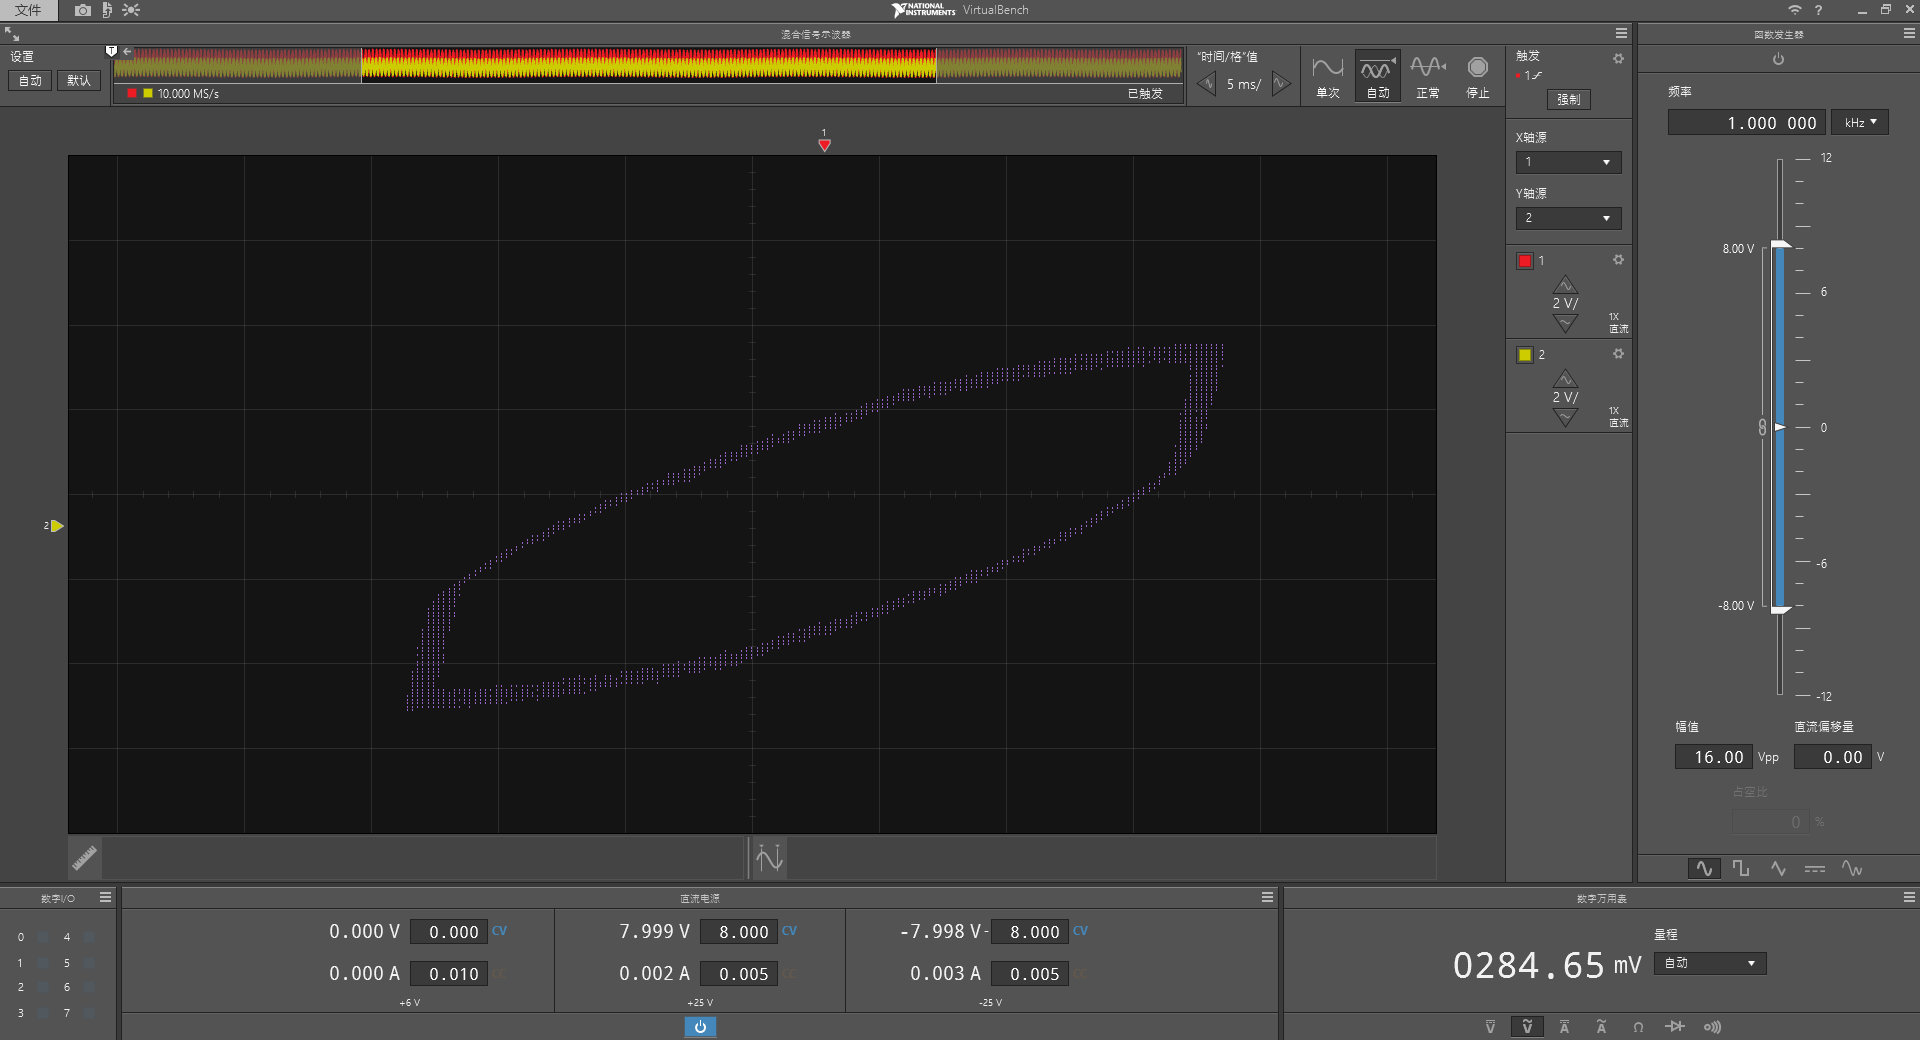 文件
NATIONAL INSTRUMENTS VirtualBench
?
混合信号示波器
函数发生器
设置
自动 默认
T
10.000 MS/s
已触发
"时间/格"值
5 ms/
单次 自动 正常 停止
触发
1
强制
X轴源
1
Y轴源
2
1
2 V/
1X
直流
2
2 V/
1X
直流
1
2
频率
1.000 000 kHz
12
8.00 V
6
0
-6
-8.00 V
-12
幅值 直流偏移量
16.00 Vpp 0.00 V
占空比
0 %
数字I/O
0 4
1 5
2 6
3 7
直流电源
0.000 V 0.000 CV
0.000 A 0.010 CC
+6 V
7.999 V 8.000 CV
0.002 A 0.005 CC
+25 V
-7.998 V - 8.000 CV
0.003 A 0.005 CC
-25 V
数字万用表
量程
0284.65 mV 自动
V V A A Ω